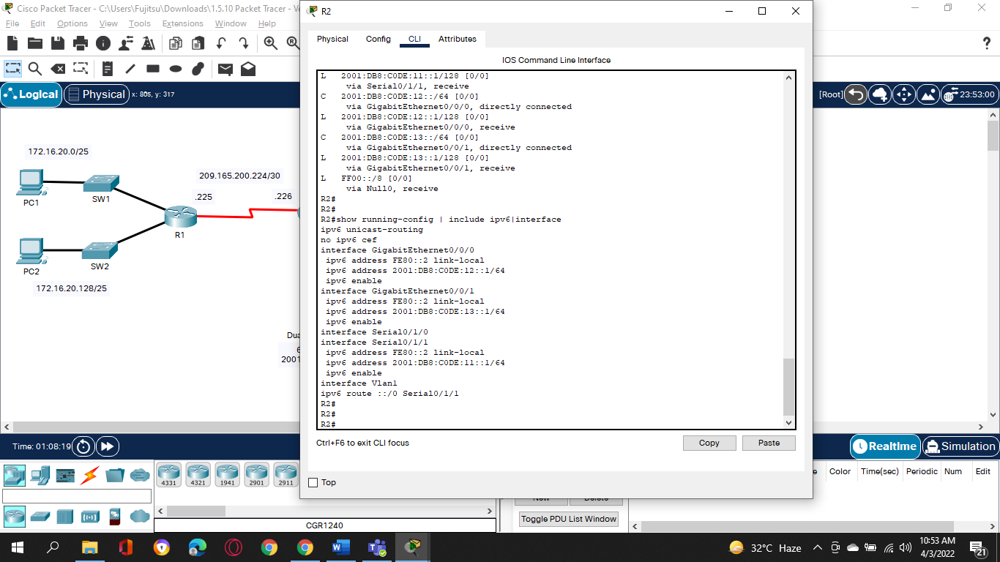 Cisco Packet Tracer - C:\Users\Fujitsu\Downloads\1.5.10 Packet Tracer - Ve
File Edit Options View Tools Extensions Window Help
Logical
Physical
x: 805, y: 317
[Root]
23:53:00
172.16.20.0/25
PC1
SW1
209.165.200.224/30
.225
.226
R1
PC2
SW2
172.16.20.128/25
Dua
6
2001
R2
Physical Config CLI Attributes
IOS Command Line Interface
L 2001:DB8:C0DE:11::1/128 [0/0]
via Serial0/1/1, receive
C 2001:DB8:C0DE:12::/64 [0/0]
via GigabitEthernet0/0/0, directly connected
L 2001:DB8:C0DE:12::1/128 [0/0]
via GigabitEthernet0/0/0, receive
C 2001:DB8:C0DE:13::/64 [0/0]
via GigabitEthernet0/0/1, directly connected
L 2001:DB8:C0DE:13::1/128 [0/0]
via GigabitEthernet0/0/1, receive
L FF00::/8 [0/0]
via Null0, receive
R2#
R2#
R2#show running-config | include ipv6|interface
ipv6 unicast-routing
no ipv6 cef
interface GigabitEthernet0/0/0
ipv6 address FE80::2 link-local
ipv6 address 2001:DB8:C0DE:12::1/64
ipv6 enable
interface GigabitEthernet0/0/1
ipv6 address FE80::2 link-local
ipv6 address 2001:DB8:C0DE:13::1/64
ipv6 enable
interface Serial0/1/0
interface Serial0/1/1
ipv6 address FE80::2 link-local
ipv6 address 2001:DB8:C0DE:11::1/64
ipv6 enable
interface Vlan1
ipv6 route ::/0 Serial0/1/1
R2#
R2#
R2#
Ctrl+F6 to exit CLI focus
Copy
Paste
Top
Time: 01:08:19
Realtime
Simulation
4331 4321 1941 2901 2911
CGR1240
New
Delete
Toggle PDU List Window
e Color Time(sec) Periodic Num Edit
32°C Haze
10:53 AM
4/3/2022
21